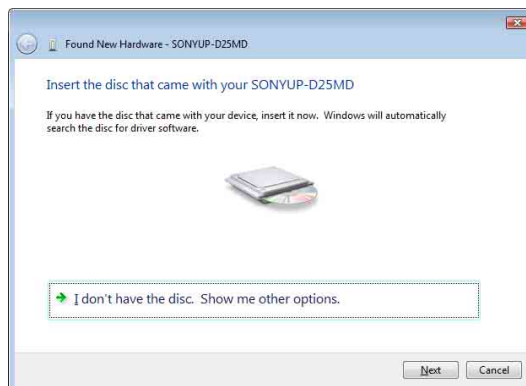 Found New Hardware - SONYUP-D25MD
Insert the disc that came with your SONYUP-D25MD
If you have the disc that came with your device, insert it now. Windows will automatically
search the disc for driver software.
I don't have the disc. Show me other options.
Next Cancel